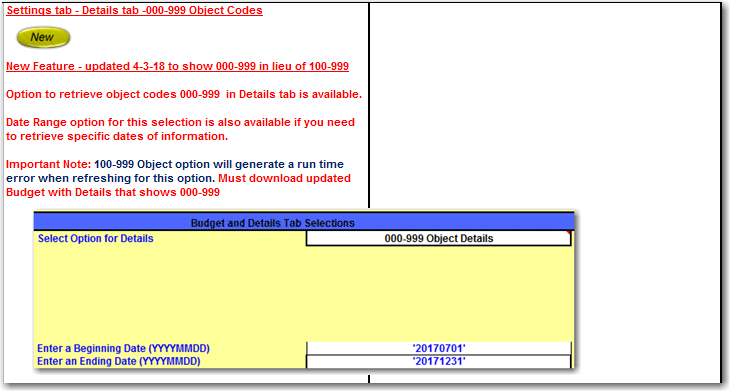 Settings tab - Details tab -000-999 Object Codes
New
New Feature - updated 4-3-18 to show 000-999 in lieu of 100-999
Option to retrieve object codes 000-999 in Details tab is available.
Date Range option for this selection is also available if you need
to retrieve specific dates of information.
Important Note: 100-999 Object option will generate a run time
error when refreshing for this option. Must download updated
Budget with Details that shows 000-999
Budget and Details Tab Selections
Select Option for Details 000-999 Object Details
Enter a Beginning Date (YYYYMMDD) '20170701'
Enter an Ending Date (YYYYMMDD) '20171231'